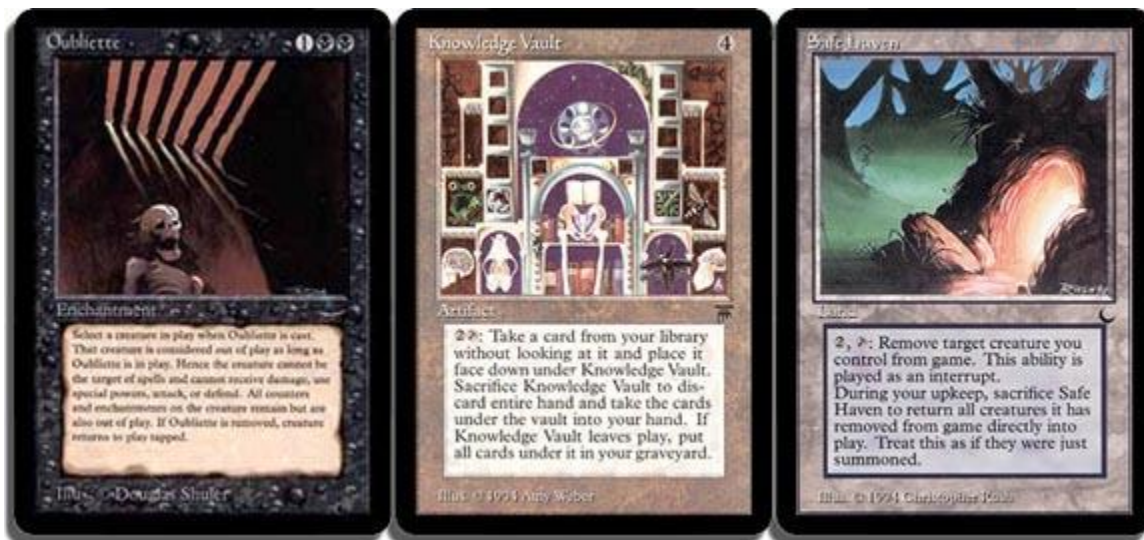 Oubliette
1
Select a creature in play when Oubliette is cast.
That creature is considered out of play as long as
Oubliette is in play. Hence the creature cannot be
the target of spells and cannot receive damage, use
special powers, attack, or defend. All counters
and enchantments on the creature remain but are
also out of play. If Oubliette is removed, creature
returns to play tapped.
Enchantment
Illus. © Douglas Shuler
Knowledge Vault 4
Artifact
2 : Take a card from your library
without looking at it and place it
face down under Knowledge Vault.
Sacrifice Knowledge Vault to dis-
card entire hand and take the cards
under the vault into your hand. If
Knowledge Vault leaves play, put
all cards under it in your graveyard.
Illus. © 1994 Amy Weber
Safe Haven
Land
2, : Remove target creature you
control from game. This ability is
played as an interrupt.
During your upkeep, sacrifice Safe
Haven to return all creatures it has
removed from game directly into
play. Treat this as if they were just
summoned.
Illus. © 1994 Christopher Rush